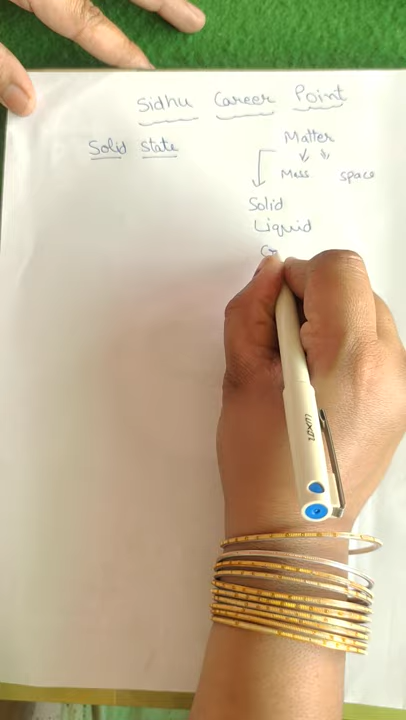 Sidhu Career Point
Solid state
Matter
Mass space
Solid
Liquid
G
LUXOR